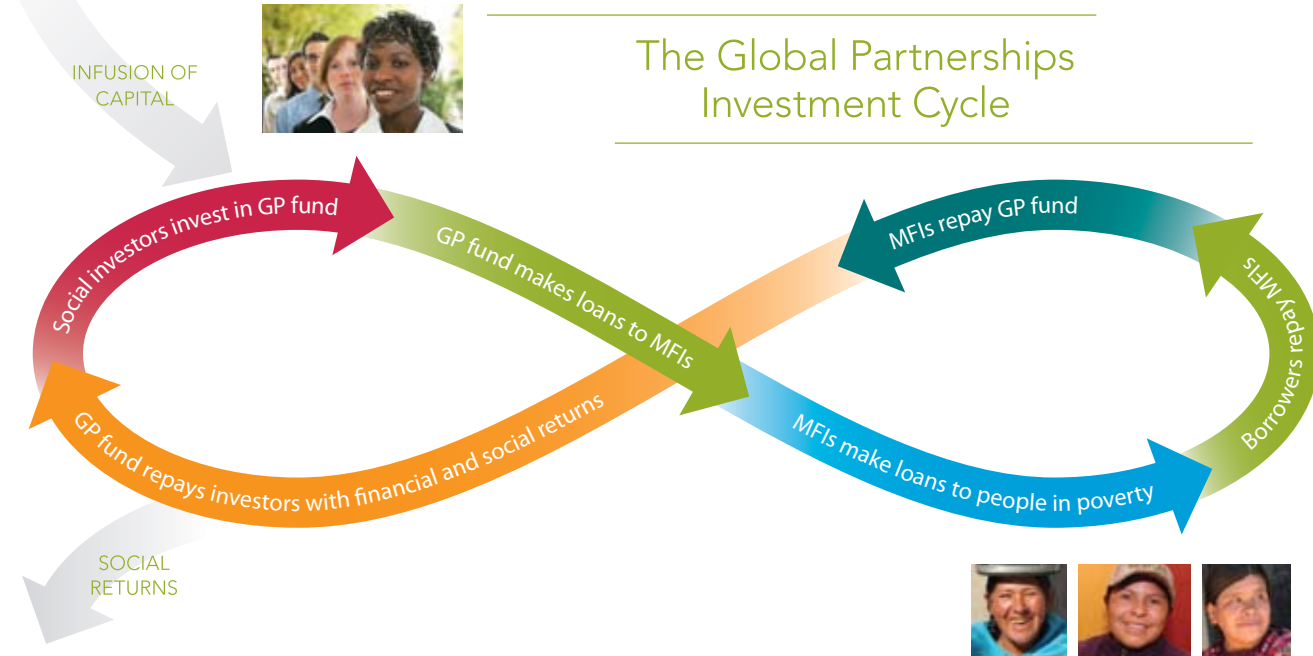 The Global Partnerships
Investment Cycle
INFUSION OF
CAPITAL
Social investors invest in GP fund
GP fund makes loans to MFIs
MFIs make loans to people in poverty
Borrowers repay MFIs
MFIs repay GP fund
GP fund repays investors with financial and social returns
SOCIAL
RETURNS